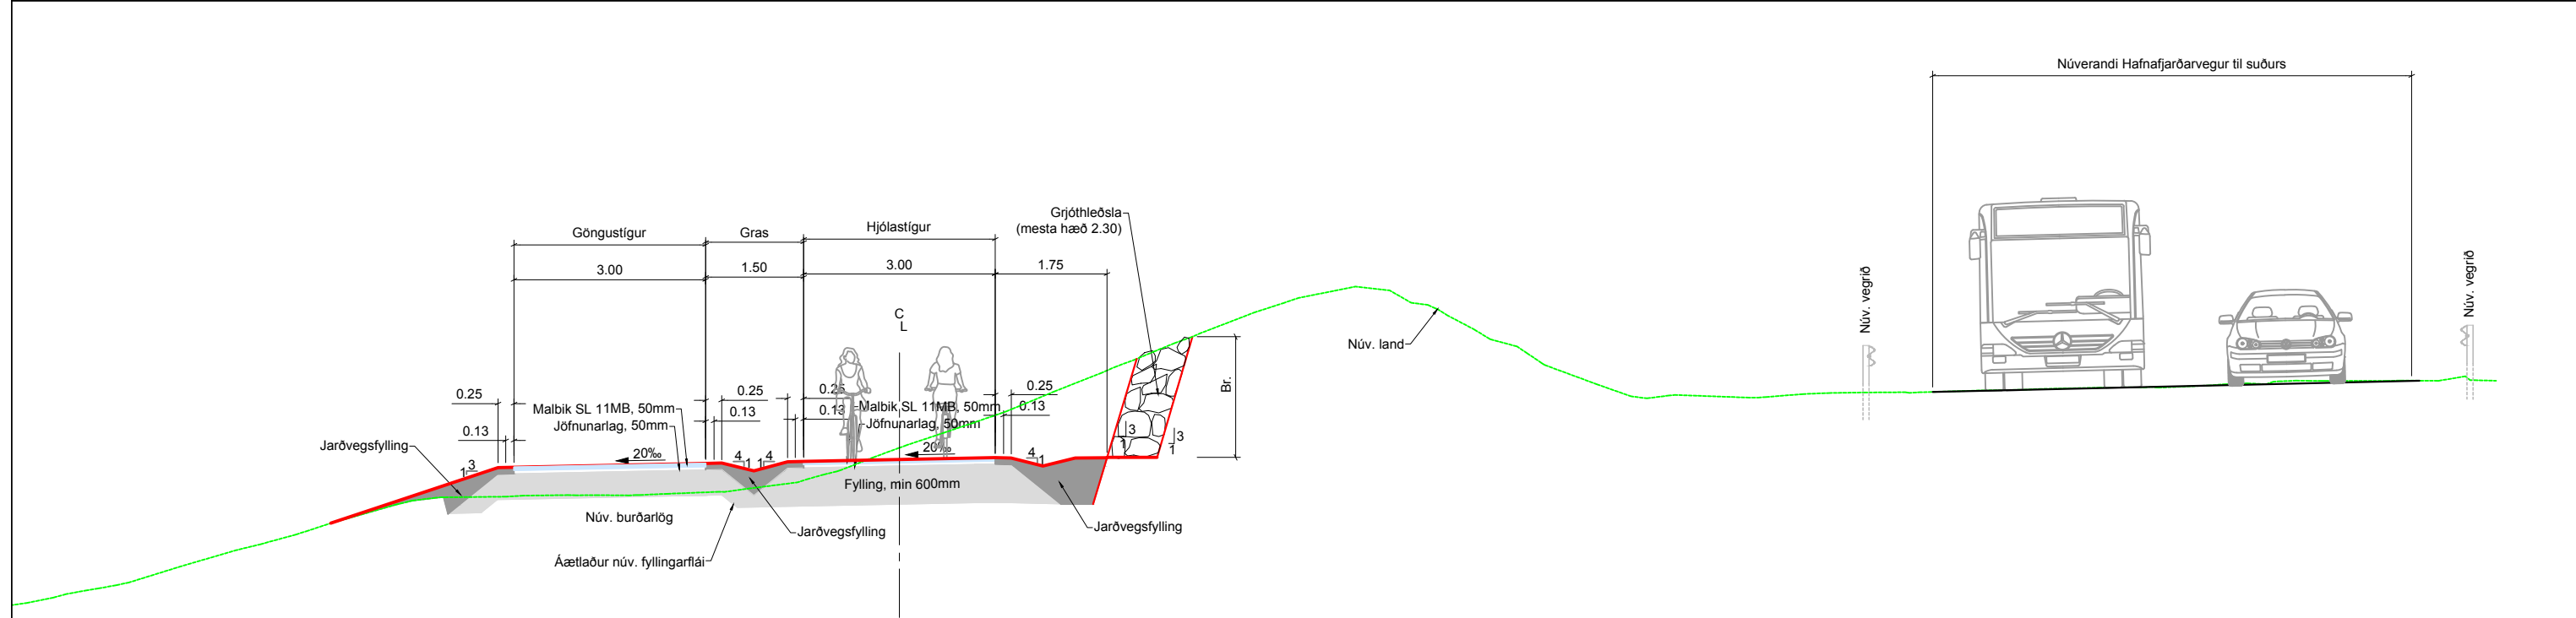 Núverandi Hafnafjarðarvegur til suðurs
Grjóthleðsla
(mesta hæð 2.30)
Göngustígur
Gras
Hjólastígur
3.00
1.50
3.00
1.75
Núv. vegrið
Núv. vegrið
C
L
Núv. land
Br.
0.25
0.25
0.25
0.25
Malbik SL 11MB, 50mm
0.13
0.13
Malbik SL 11MB, 50mm
0.13
Jöfnunarlag, 50mm
Jöfnunarlag, 50mm
0.13
Jarðvegsfylling
3
1
3
1
20‰
20‰
3
1
4
1
1
4
4
1
Fylling, min 600mm
Núv. burðarlög
Jarðvegsfylling
Jarðvegsfylling
Áætlaður núv. fyllingarflái